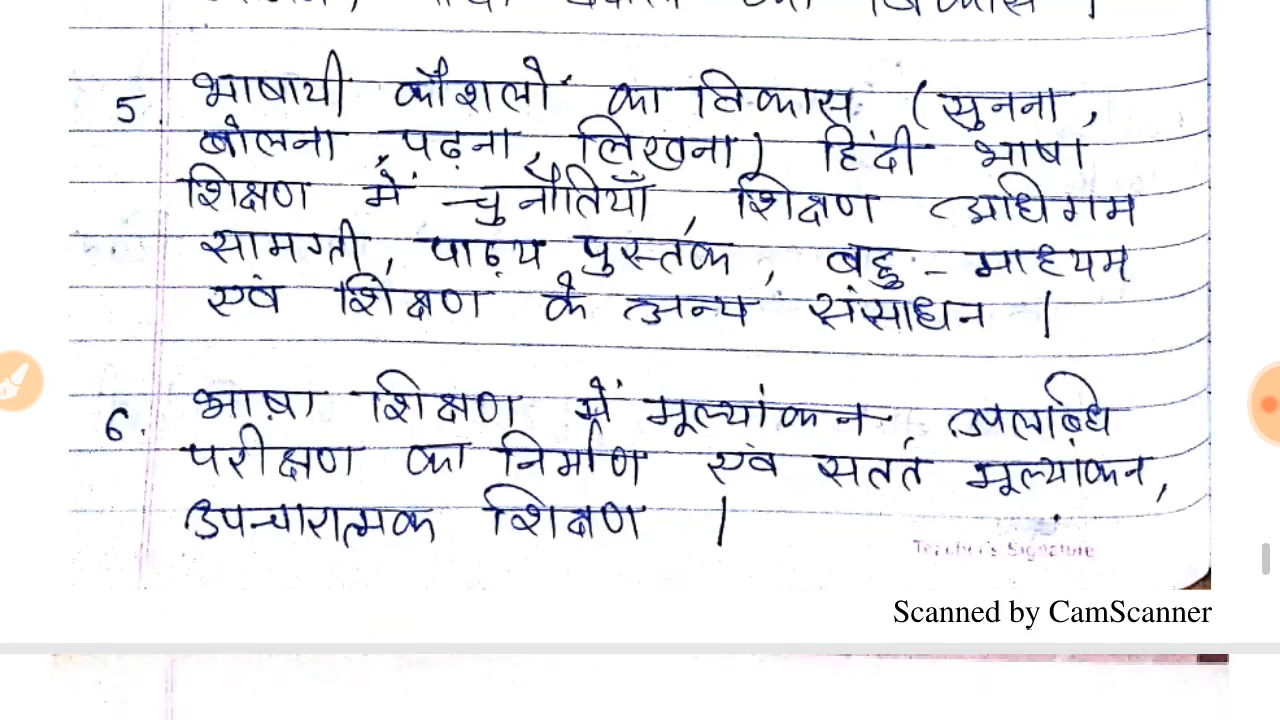 5. भाषायी कौशलों का विकास (सुनना,
बोलना, पढ़ना, लिखना) हिंदी भाषा
शिक्षण में चुनौतियाँ, शिक्षण अधिगम
सामग्री, पाठ्य पुस्तक, बहु-माध्यम
एवं शिक्षण के अन्य संसाधन।
6. भाषा शिक्षण में मूल्यांकन, उपलब्धि
परीक्षण का निर्माण एवं सतत मूल्यांकन,
उपचारात्मक शिक्षण।
Teacher's Signature
Scanned by CamScanner